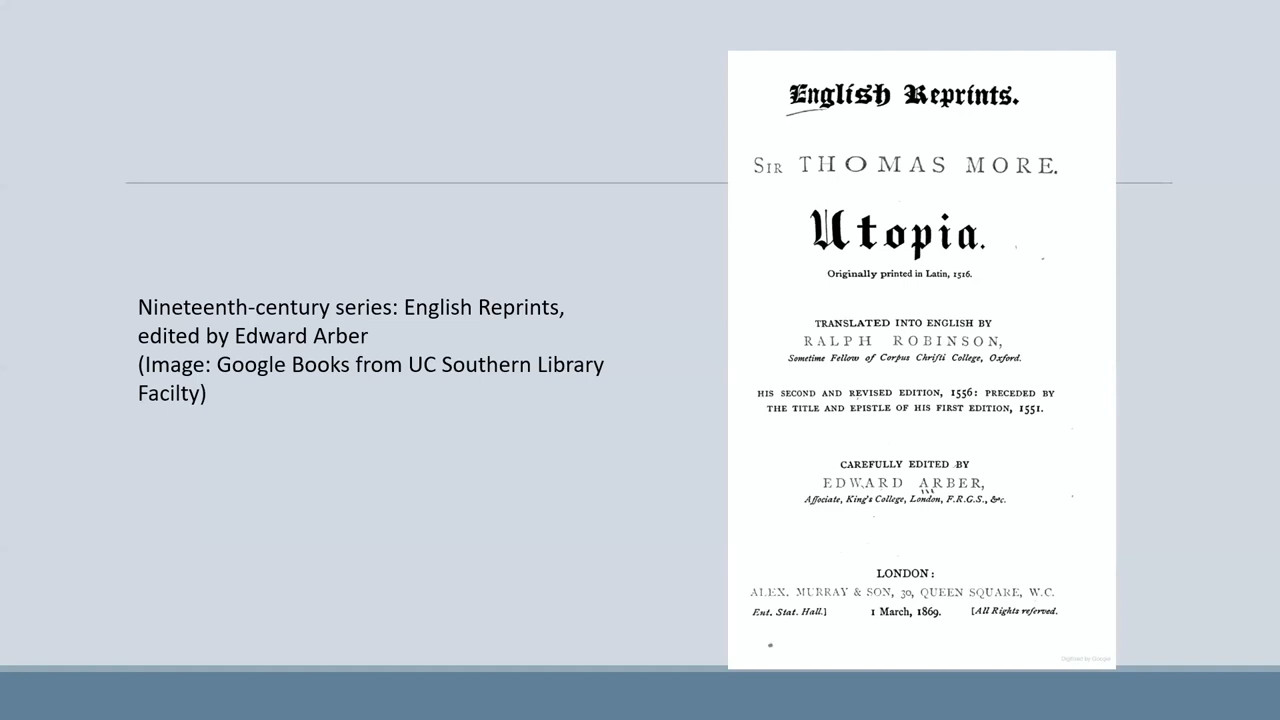 Nineteenth-century series: English Reprints,
edited by Edward Arber
(Image: Google Books from UC Southern Library
Facilty)
English Reprints.
SIR THOMAS MORE.
Utopia.
Originally printed in Latin, 1516.
TRANSLATED INTO ENGLISH BY
RALPH ROBINSON,
Sometime Fellow of Corpus Chriſti College, Oxford.
HIS SECOND AND REVISED EDITION, 1556: PRECEDED BY
THE TITLE AND EPISTLE OF HIS FIRST EDITION, 1551.
CAREFULLY EDITED BY
EDWARD ARBER,
Aſſociate, King's College, London, F.R.G.S., &c.
LONDON:
ALEX. MURRAY & SON, 30, QUEEN SQUARE, W.C.
Ent. Stat. Hall.] 1 March, 1869. [All Rights reſerved.
Digitized by Google